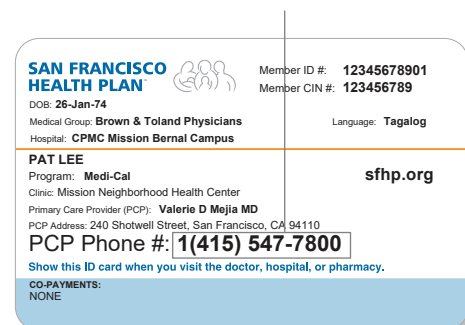 SAN FRANCISCO
HEALTH PLAN
Member ID #: 12345678901
Member CIN #: 123456789
DOB: 26-Jan-74
Medical Group: Brown & Toland Physicians
Language: Tagalog
Hospital: CPMC Mission Bernal Campus
PAT LEE
Program: Medi-Cal
sfhp.org
Clinic: Mission Neighborhood Health Center
Primary Care Provider (PCP): Valerie D Mejia MD
PCP Address: 240 Shotwell Street, San Francisco, CA 94110
PCP Phone #: 1(415) 547-7800
Show this ID card when you visit the doctor, hospital, or pharmacy.
CO-PAYMENTS:
NONE